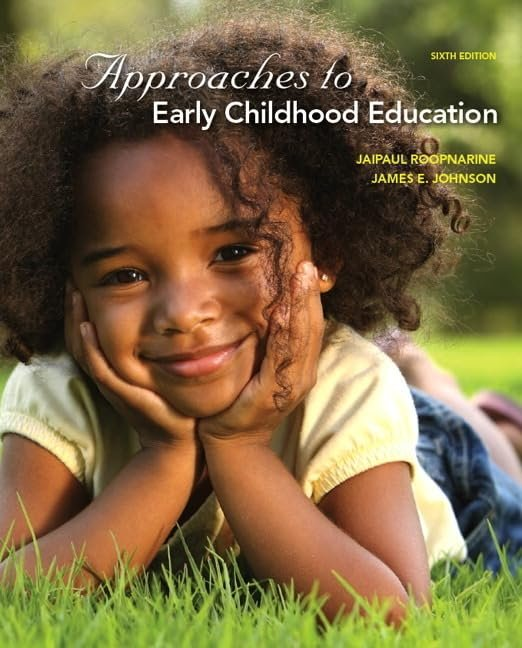 SIXTH EDITION
Approaches to
Early Childhood Education
JAIPAUL ROOPNARINE
JAMES E. JOHNSON